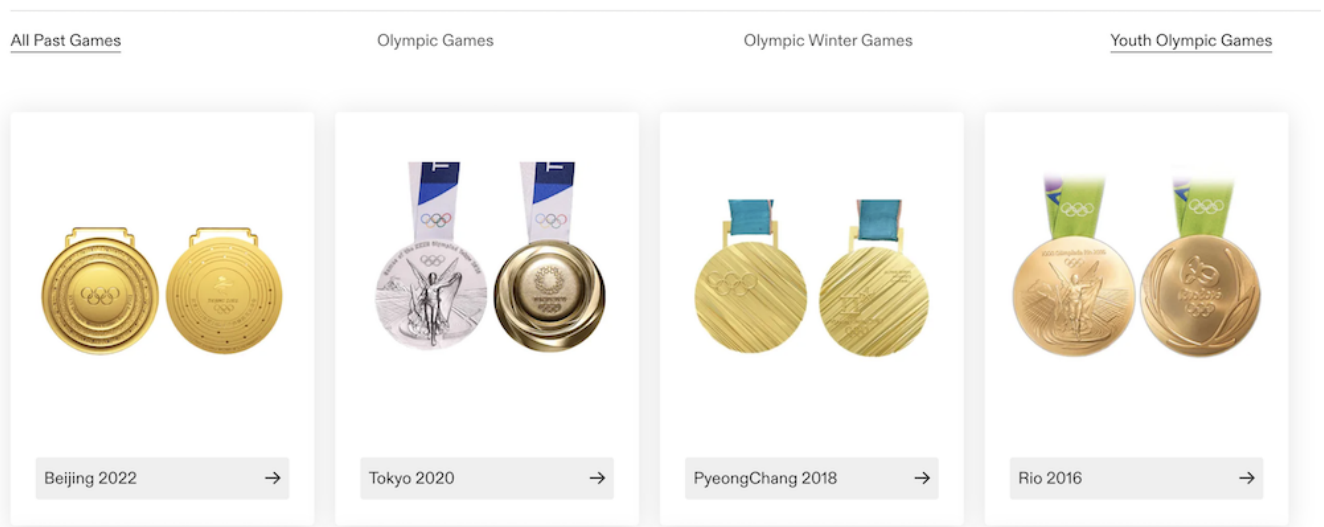 All Past Games
Olympic Games
Olympic Winter Games
Youth Olympic Games
Beijing 2022 →
Tokyo 2020 →
PyeongChang 2018 →
Rio 2016 →